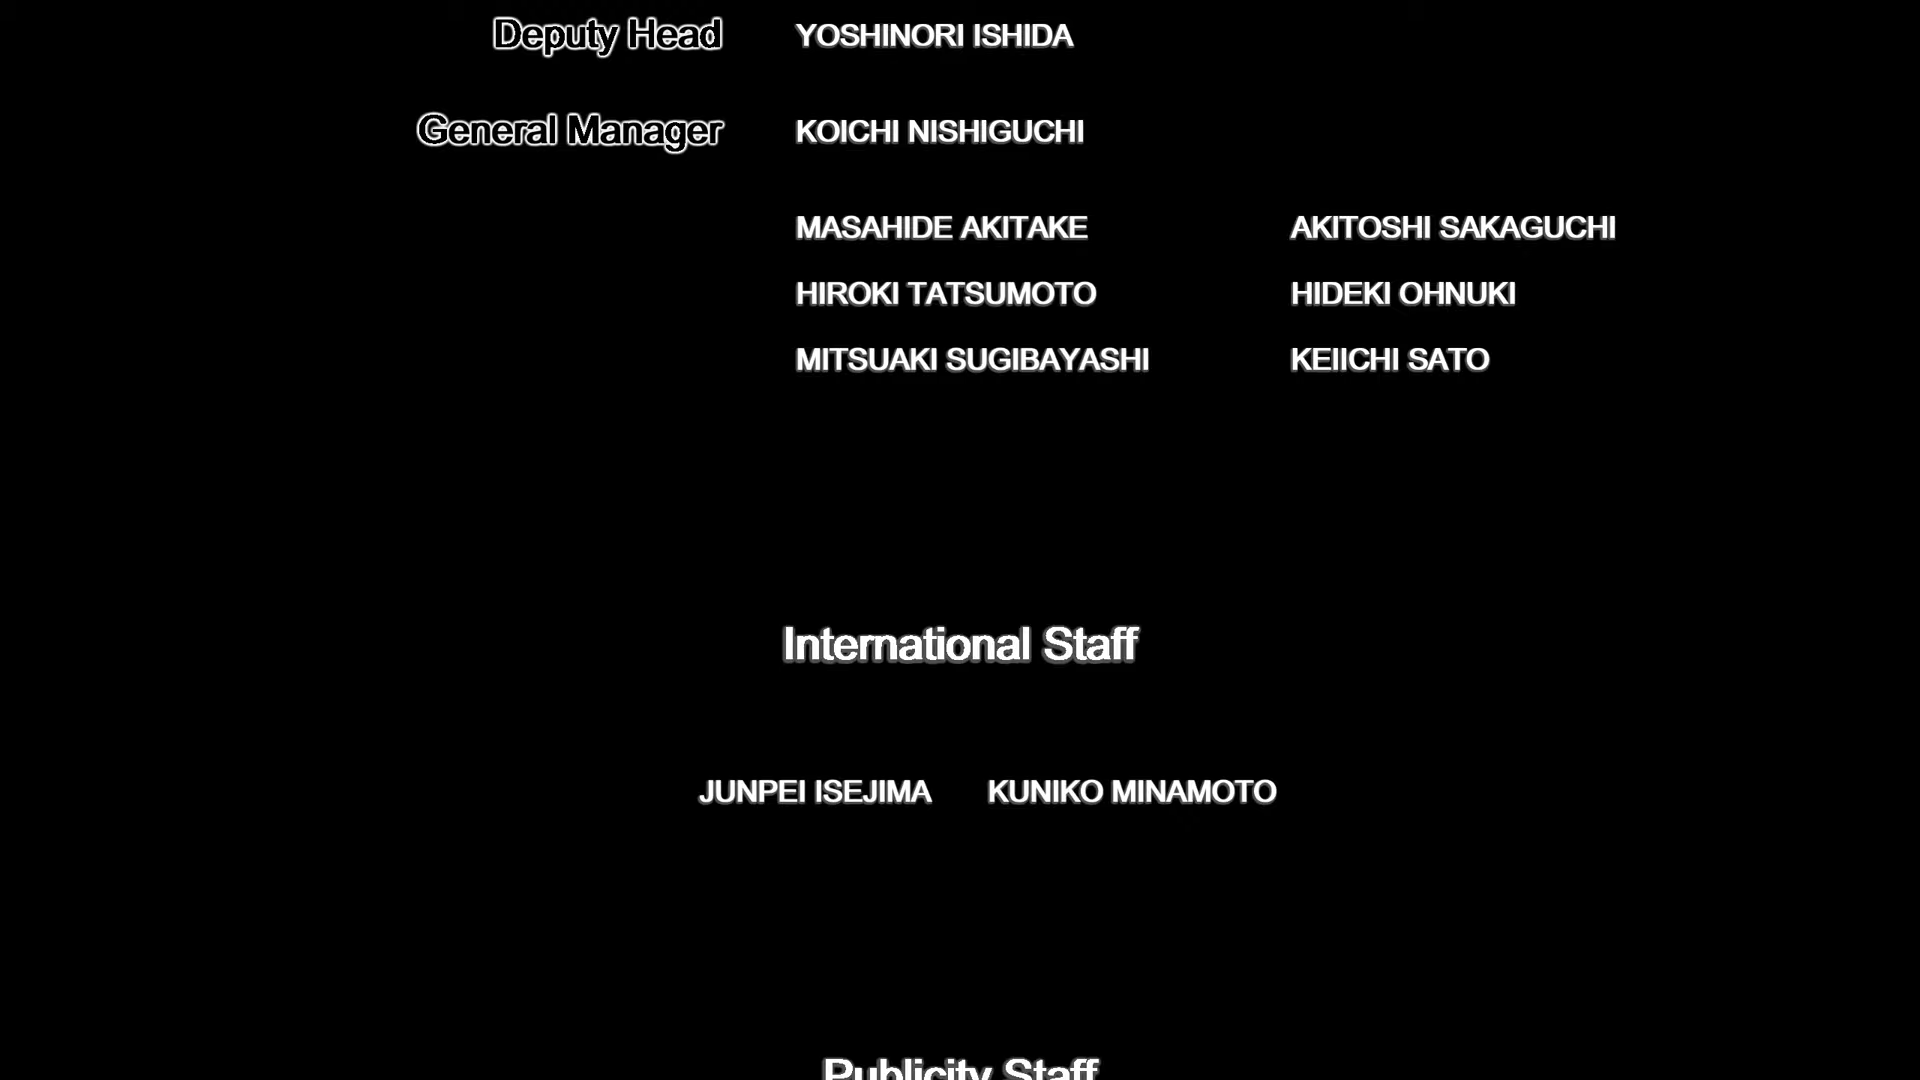 Deputy Head YOSHINORI ISHIDA
General Manager KOICHI NISHIGUCHI
MASAHIDE AKITAKE AKITOSHI SAKAGUCHI
HIROKI TATSUMOTO HIDEKI OHNUKI
MITSUAKI SUGIBAYASHI KEIICHI SATO
International Staff
JUNPEI ISEJIMA KUNIKO MINAMOTO
Publicity Staff